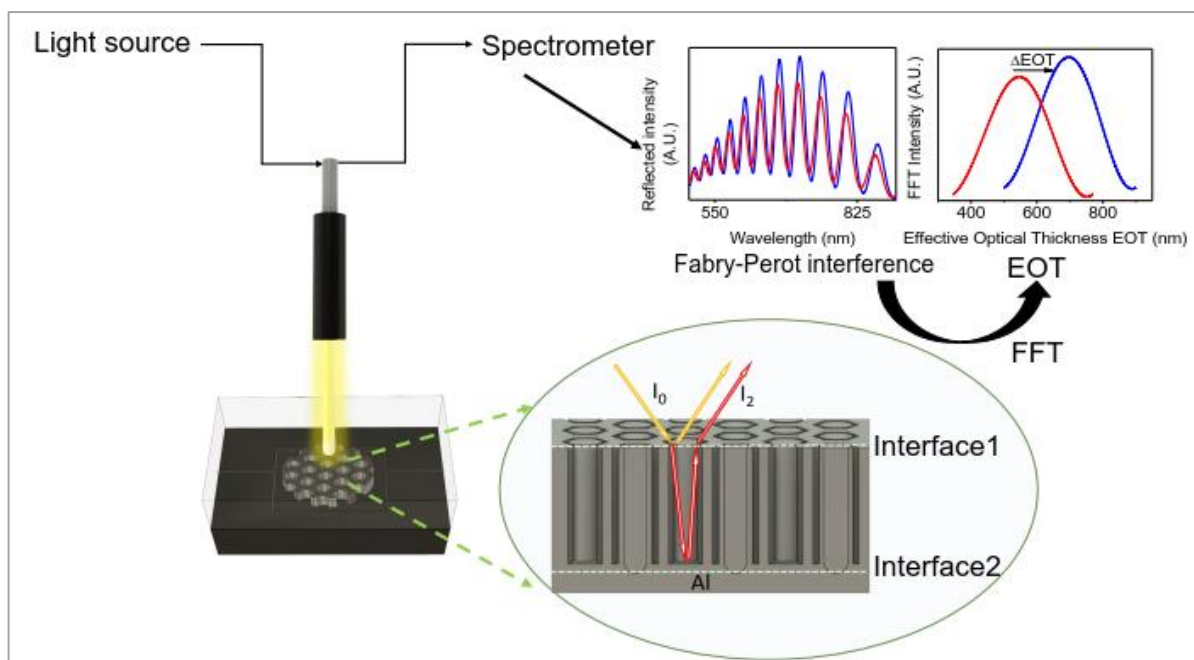 Light source
Spectrometer
Reflected intensity
(A.U.)
550
825
Wavelength (nm)
FFT Intensity (A.U.)
ΔEOT
400
600
800
Effective Optical Thickness EOT (nm)
Fabry-Perot interference
EOT
FFT
I0
I2
Interface1
Interface2
Al